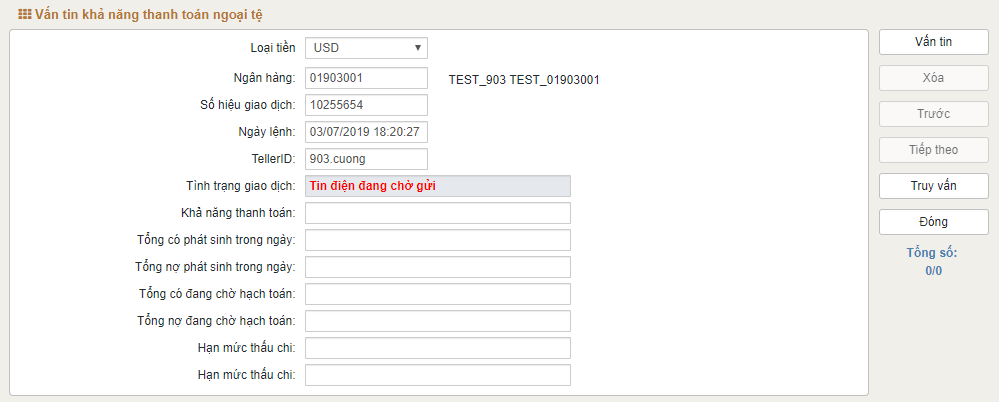 Vấn tin khả năng thanh toán ngoại tệ
Loại tiền USD
Ngân hàng: 01903001 TEST_903 TEST_01903001
Số hiệu giao dịch: 10255654
Ngày lệnh: 03/07/2019 18:20:27
TellerID: 903.cuong
Tình trạng giao dịch: Tin điện đang chờ gửi
Khả năng thanh toán:
Tổng có phát sinh trong ngày:
Tổng nợ phát sinh trong ngày:
Tổng có đang chờ hạch toán:
Tổng nợ đang chờ hạch toán:
Hạn mức thấu chi:
Hạn mức thấu chi:
Vấn tin
Xóa
Trước
Tiếp theo
Truy vấn
Đóng
Tổng số:
0/0